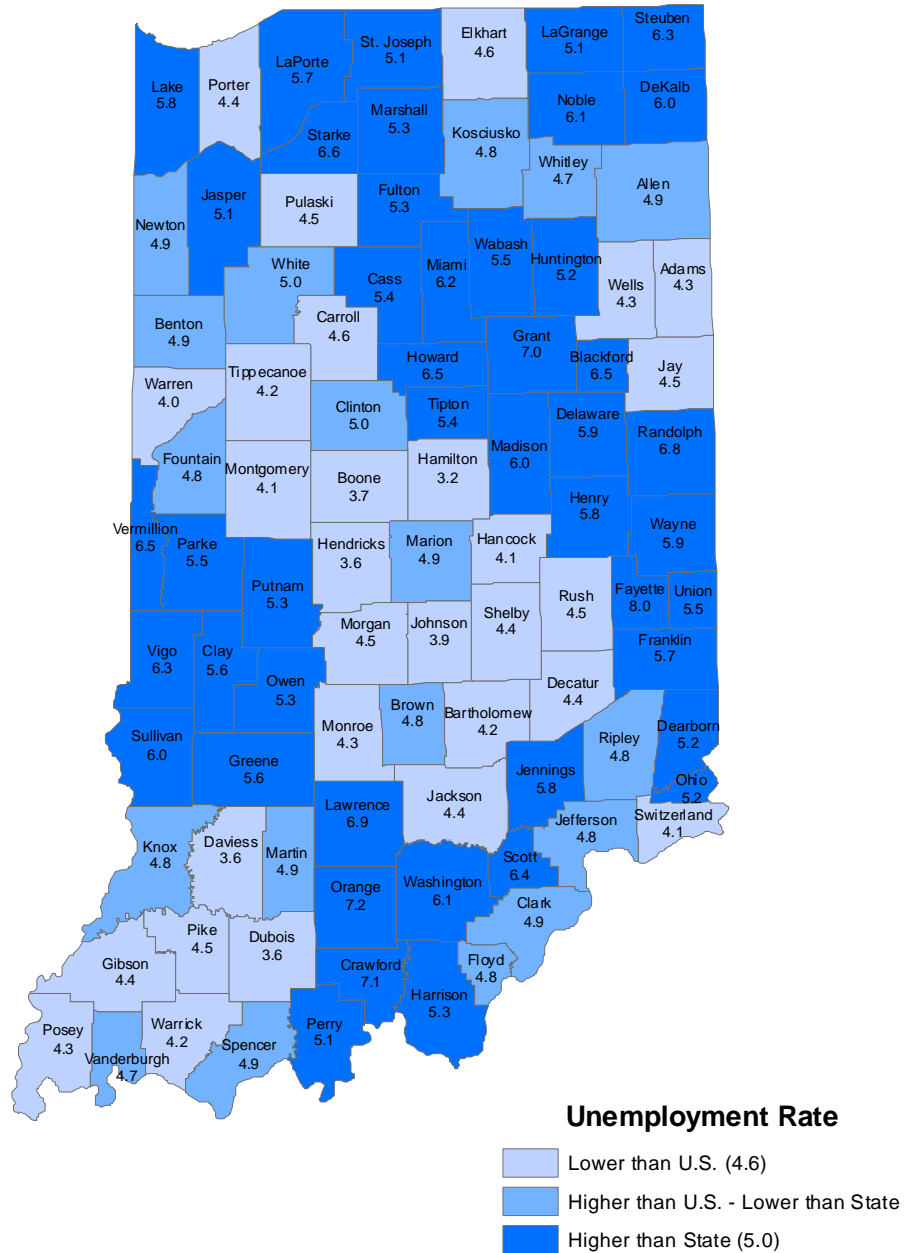 Steuben
6.3
Elkhart
4.6
LaGrange
5.1
St. Joseph
5.1
LaPorte
5.7
Porter
4.4
Lake
5.8
DeKalb
6.0
Noble
6.1
Marshall
5.3
Starke
6.6
Kosciusko
4.8
Whitley
4.7
Allen
4.9
Jasper
5.1
Pulaski
4.5
Fulton
5.3
Newton
4.9
Wabash
5.5
Huntington
5.2
Miami
6.2
White
5.0
Cass
5.4
Wells
4.3
Adams
4.3
Carroll
4.6
Benton
4.9
Grant
7.0
Howard
6.5
Blackford
6.5
Jay
4.5
Tippecanoe
4.2
Warren
4.0
Clinton
5.0
Tipton
5.4
Delaware
5.9
Randolph
6.8
Madison
6.0
Fountain
4.8
Montgomery
4.1
Boone
3.7
Hamilton
3.2
Henry
5.8
Wayne
5.9
Vermillion
6.5
Parke
5.5
Hendricks
3.6
Marion
4.9
Hancock
4.1
Putnam
5.3
Rush
4.5
Fayette
8.0
Union
5.5
Morgan
4.5
Johnson
3.9
Shelby
4.4
Franklin
5.7
Vigo
6.3
Clay
5.6
Owen
5.3
Decatur
4.4
Monroe
4.3
Brown
4.8
Bartholomew
4.2
Dearborn
5.2
Ripley
4.8
Sullivan
6.0
Greene
5.6
Jennings
5.8
Ohio
5.2
Lawrence
6.9
Jackson
4.4
Jefferson
4.8
Switzerland
4.1
Knox
4.8
Daviess
3.6
Martin
4.9
Scott
6.4
Orange
7.2
Washington
6.1
Clark
4.9
Pike
4.5
Dubois
3.6
Gibson
4.4
Crawford
7.1
Floyd
4.8
Harrison
5.3
Posey
4.3
Vanderburgh
4.7
Warrick
4.2
Spencer
4.9
Perry
5.1
Unemployment Rate
Lower than U.S. (4.6)
Higher than U.S. - Lower than State
Higher than State (5.0)